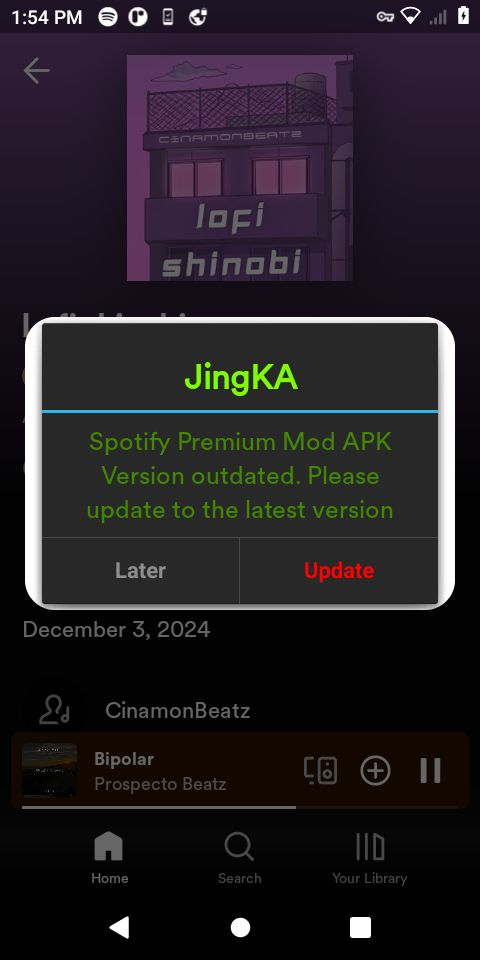 1:54 PM
CINAMONBEATZ
lofi
shinobi
JingKA
Spotify Premium Mod APK
Version outdated. Please
update to the latest version
Later
Update
December 3, 2024
CinamonBeatz
Bipolar
Prospecto Beatz
Home
Search
Your Library